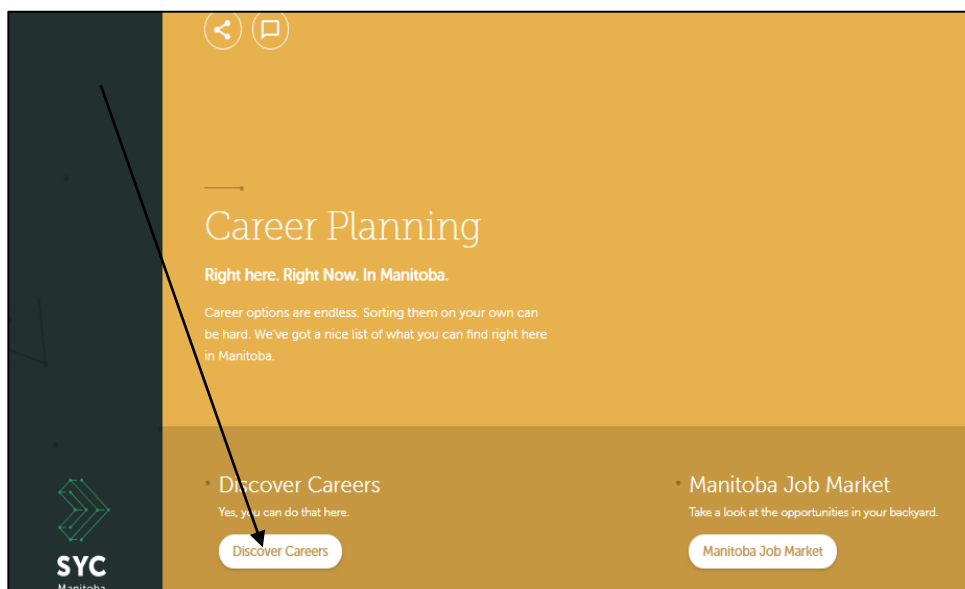 Career Planning
Right here. Right Now. In Manitoba.
Career options are endless. Sorting them on your own can
be hard. We've got a nice list of what you can find right here
in Manitoba.
Discover Careers
Yes, you can do that here.
Discover Careers
Manitoba Job Market
Take a look at the opportunities in your backyard.
Manitoba Job Market
SYC
Manitoba